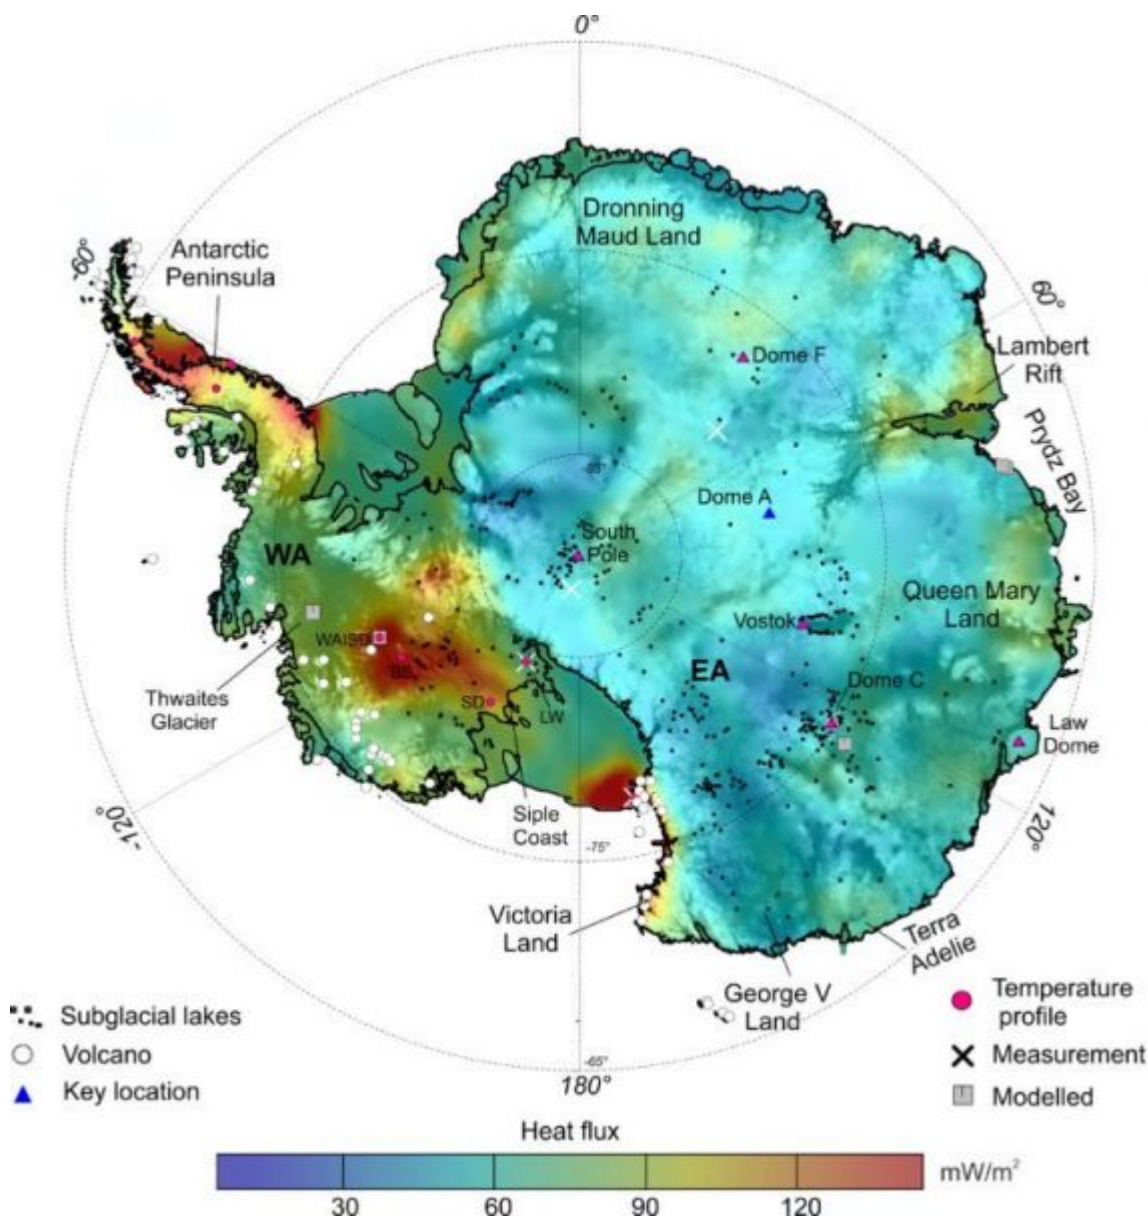 0°
Dronning
Maud Land
Antarctic
Peninsula
-60°
60°
Dome F
Lambert
Rift
Prydz Bay
-85°
Dome A
South
Pole
WA
Queen Mary
Land
Vostok
WAISD
BS
EA
Dome C
Thwaites
Glacier
SD
LW
Law
Dome
Siple
Coast
-120°
120°
-75°
Victoria
Land
Terra
Adelie
George V
Land
-65°
180°
Subglacial lakes
Volcano
Key location
Temperature
profile
Measurement
Modelled
Heat flux
mW/m²
30 60 90 120